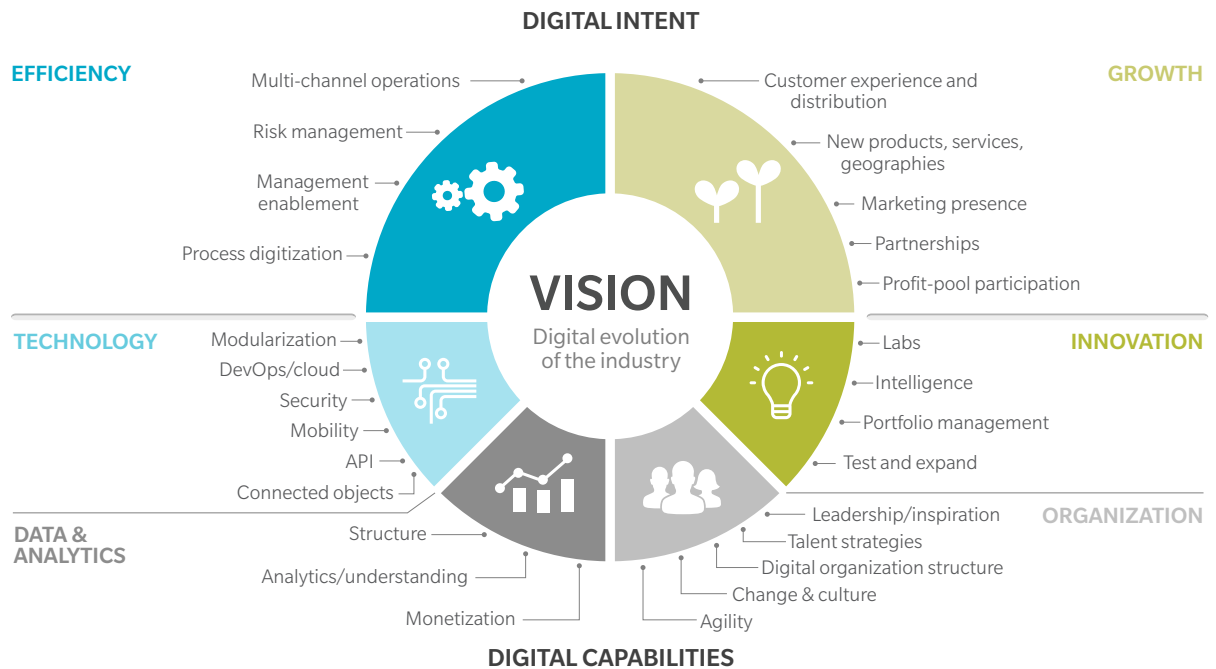 DIGITAL INTENT
EFFICIENCY
Multi-channel operations
Risk management
Management
enablement
Process digitization
GROWTH
Customer experience and
distribution
New products, services,
geographies
Marketing presence
Partnerships
Profit-pool participation
VISION
Digital evolution
of the industry
TECHNOLOGY
Modularization
DevOps/cloud
Security
Mobility
API
Connected objects
INNOVATION
Labs
Intelligence
Portfolio management
Test and expand
DATA &
ANALYTICS
Structure
Analytics/understanding
Monetization
ORGANIZATION
Leadership/inspiration
Talent strategies
Digital organization structure
Change & culture
Agility
DIGITAL CAPABILITIES